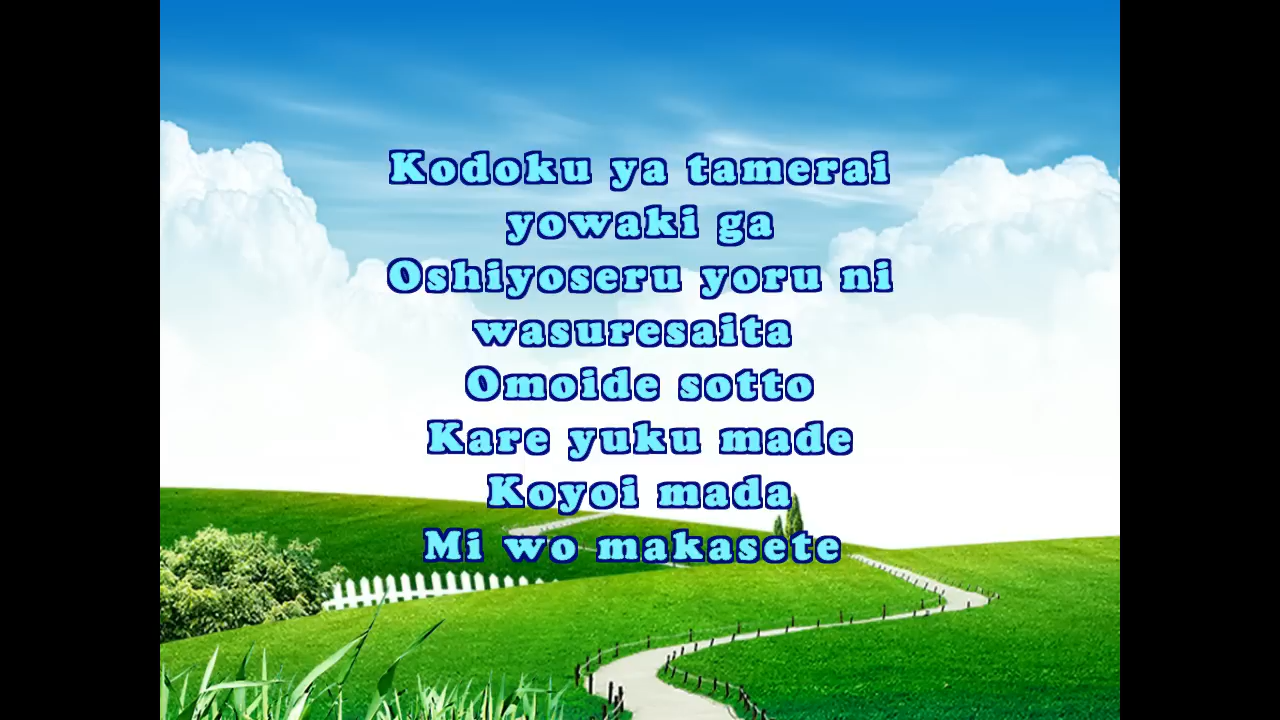 Kodoku ya tamerai
yowaki ga
Oshiyoseru yoru ni
wasuresaita
Omoide sotto
Kare yuku made
Koyoi mada
Mi wo makasete